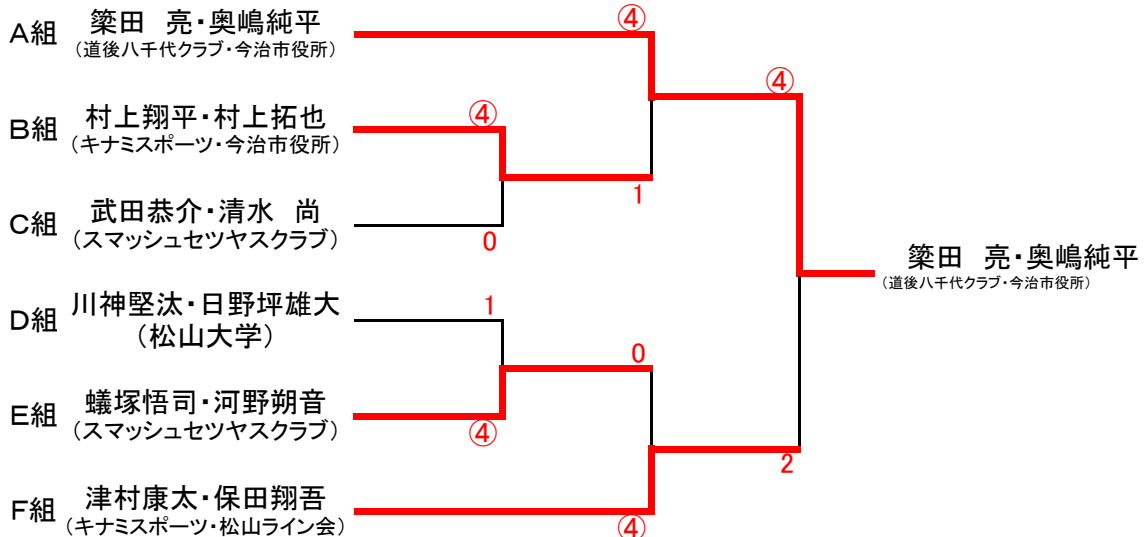 A組 簗田 亮・奥嶋純平
(道後八千代クラブ・今治市役所)
④
④
B組 村上翔平・村上拓也
(キナミスポーツ・今治市役所)
④
1
C組 武田恭介・清水 尚
(スマッシュセツヤスクラブ)
0
簗田 亮・奥嶋純平
(道後八千代クラブ・今治市役所)
D組 川神堅汰・日野坪雄大
(松山大学)
1
0
E組 蟻塚悟司・河野朔音
(スマッシュセツヤスクラブ)
④
2
F組 津村康太・保田翔吾
(キナミスポーツ・松山ライン会)
④